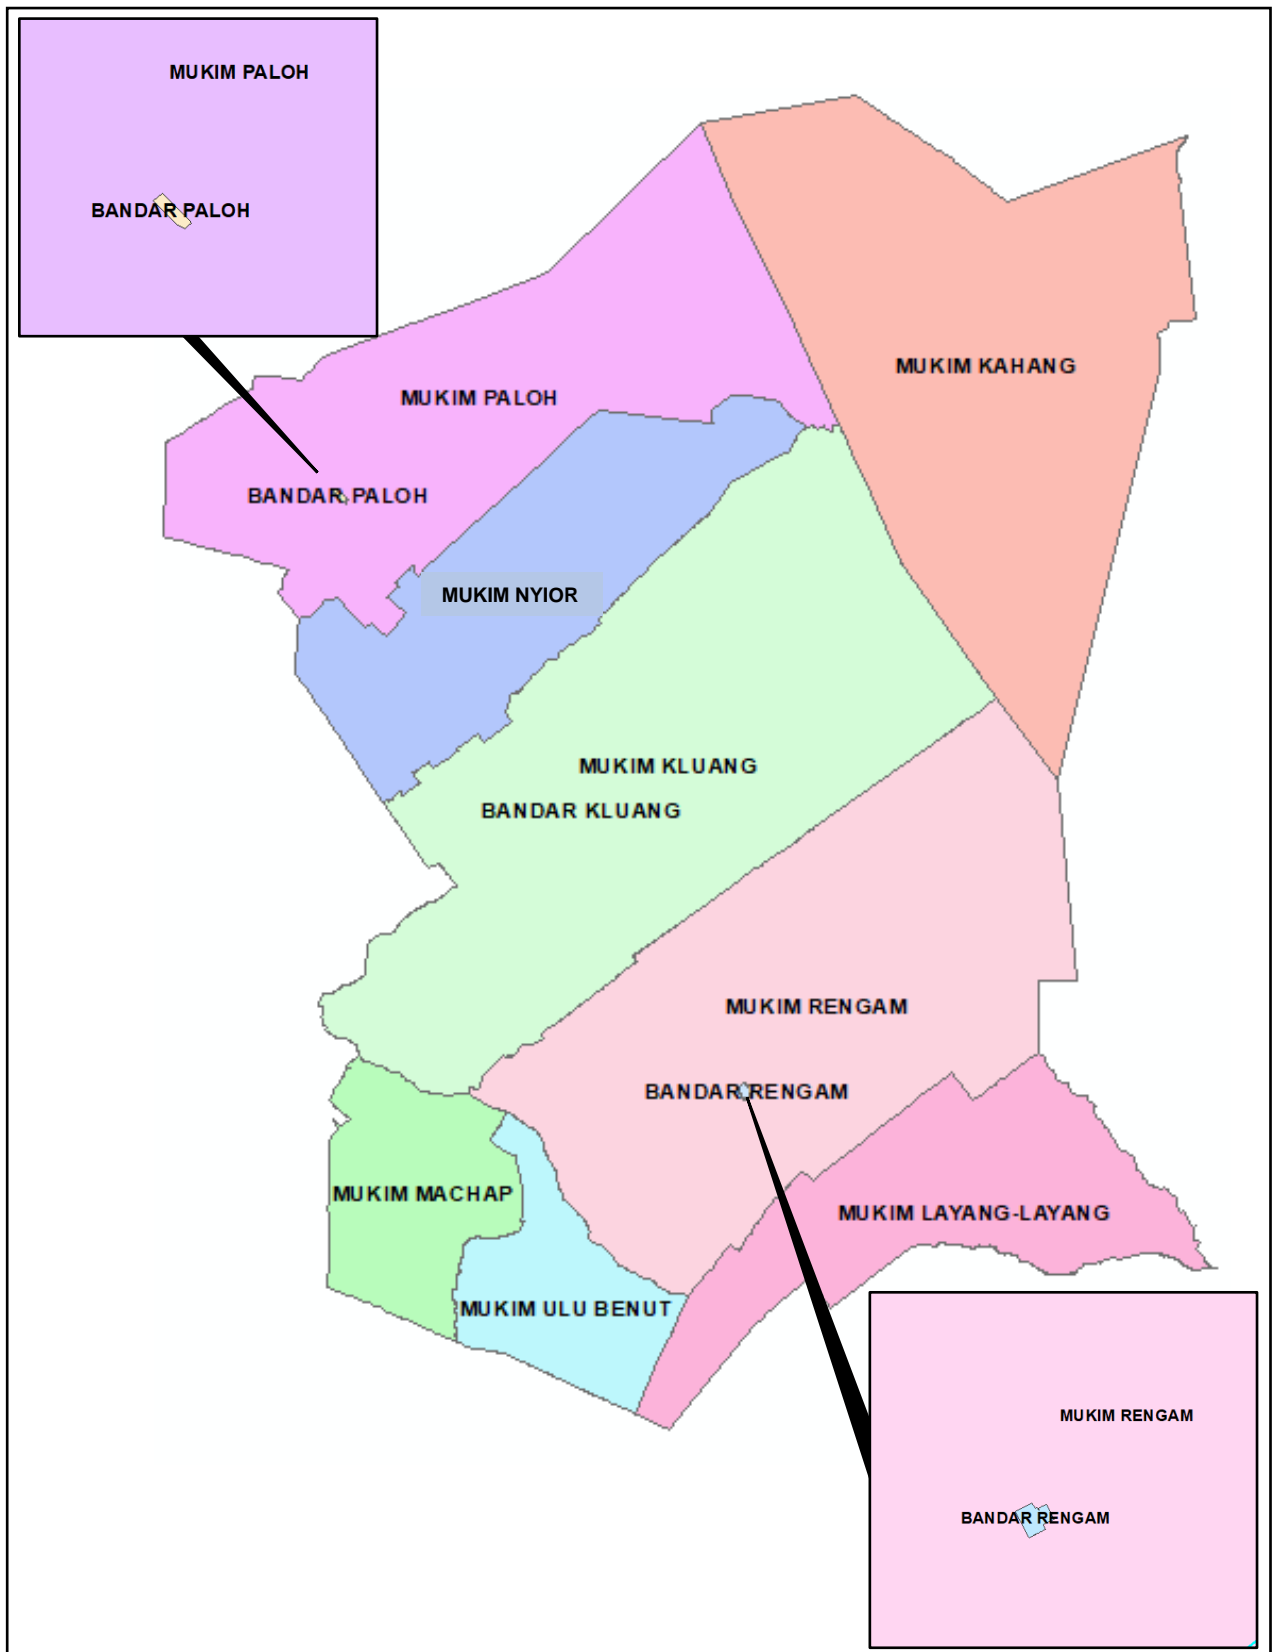 MUKIM PALOH
BANDAR PALOH
MUKIM KAHANG
MUKIM PALOH
BANDAR PALOH
MUKIM NYIOR
MUKIM KLUANG
BANDAR KLUANG
MUKIM RENGAM
BANDAR RENGAM
MUKIM MACHAP
MUKIM LAYANG-LAYANG
MUKIM ULU BENUT
MUKIM RENGAM
BANDAR RENGAM